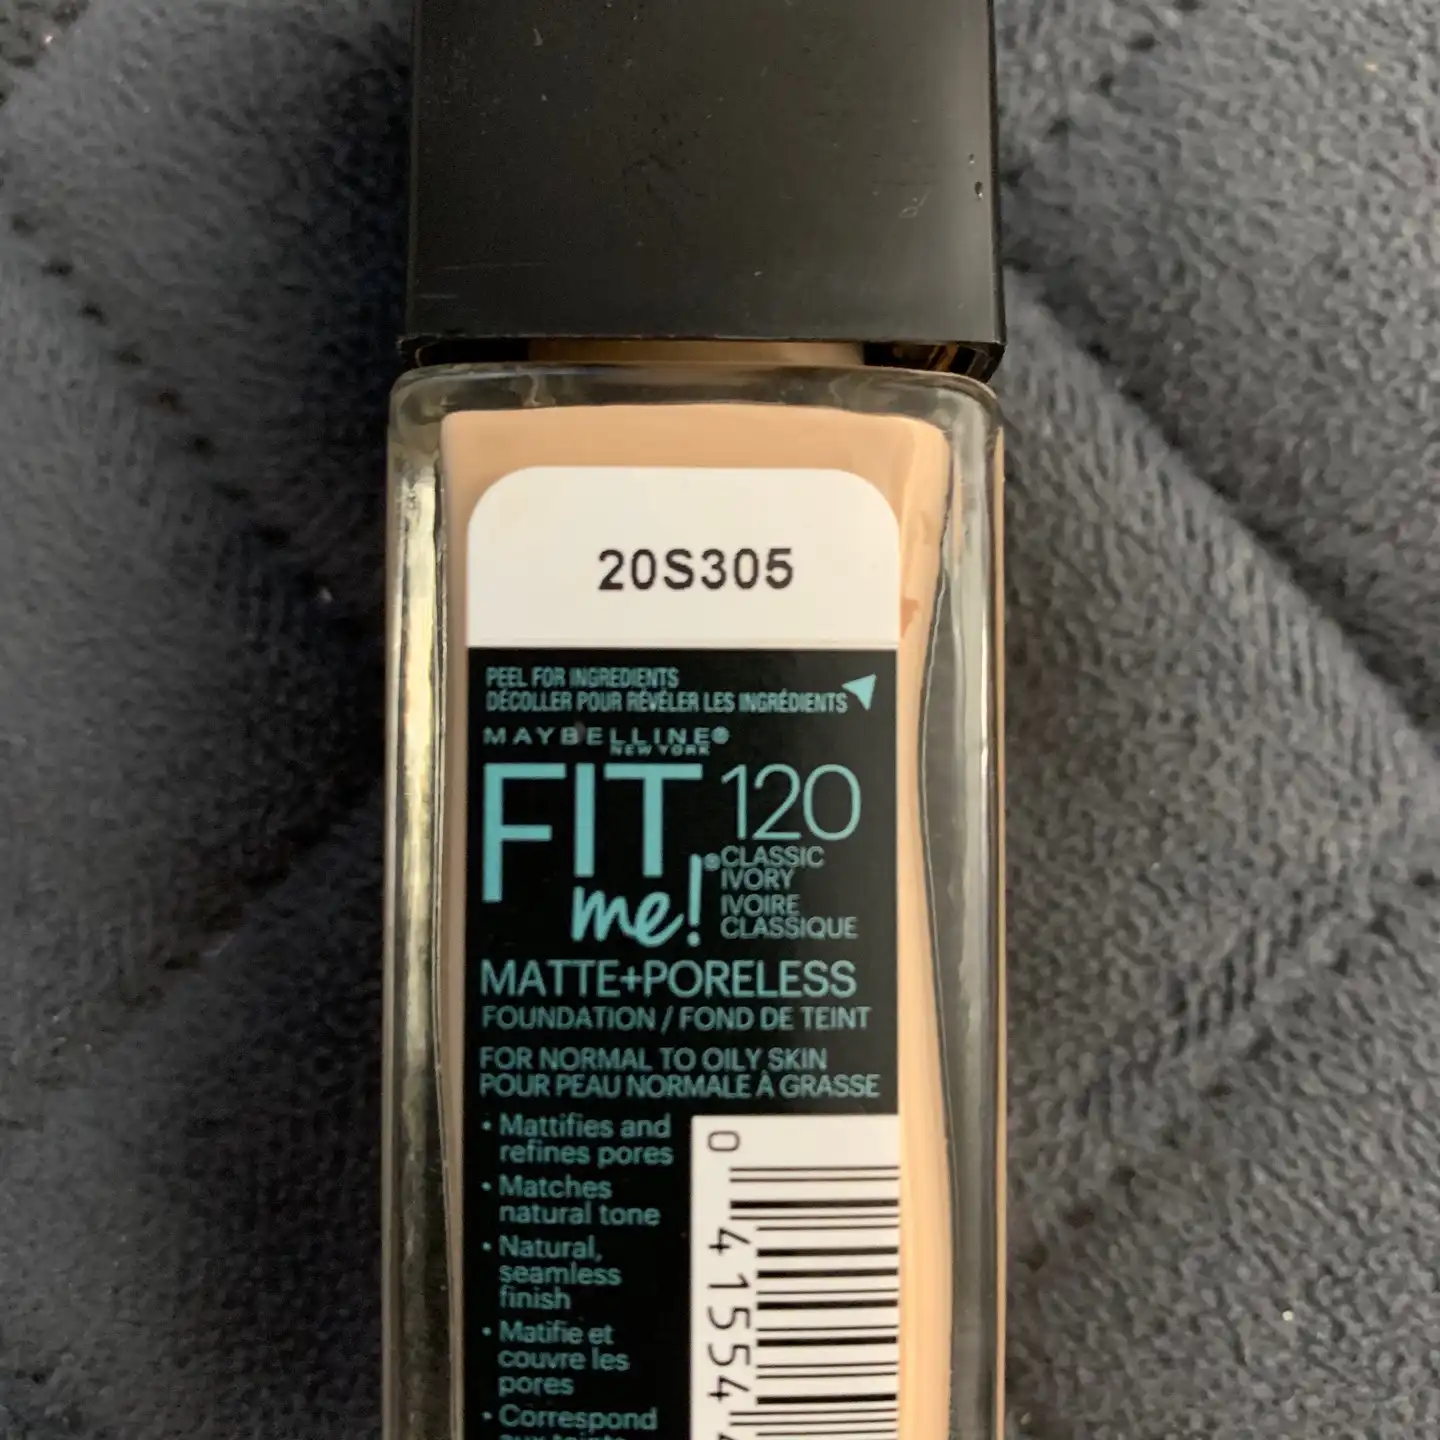 20S305
PEEL FOR INGREDIENTS
DÉCOLLER POUR RÉVÉLER LES INGRÉDIENTS
MAYBELLINE®
NEW YORK
FIT me!® 120
CLASSIC
IVORY
IVOIRE
CLASSIQUE
MATTE+PORELESS
FOUNDATION / FOND DE TEINT
FOR NORMAL TO OILY SKIN
POUR PEAU NORMALE À GRASSE
• Mattifies and
refines pores
• Matches
natural tone
• Natural,
seamless
finish
• Matifie et
couvre les
pores
• Correspond
0 41554